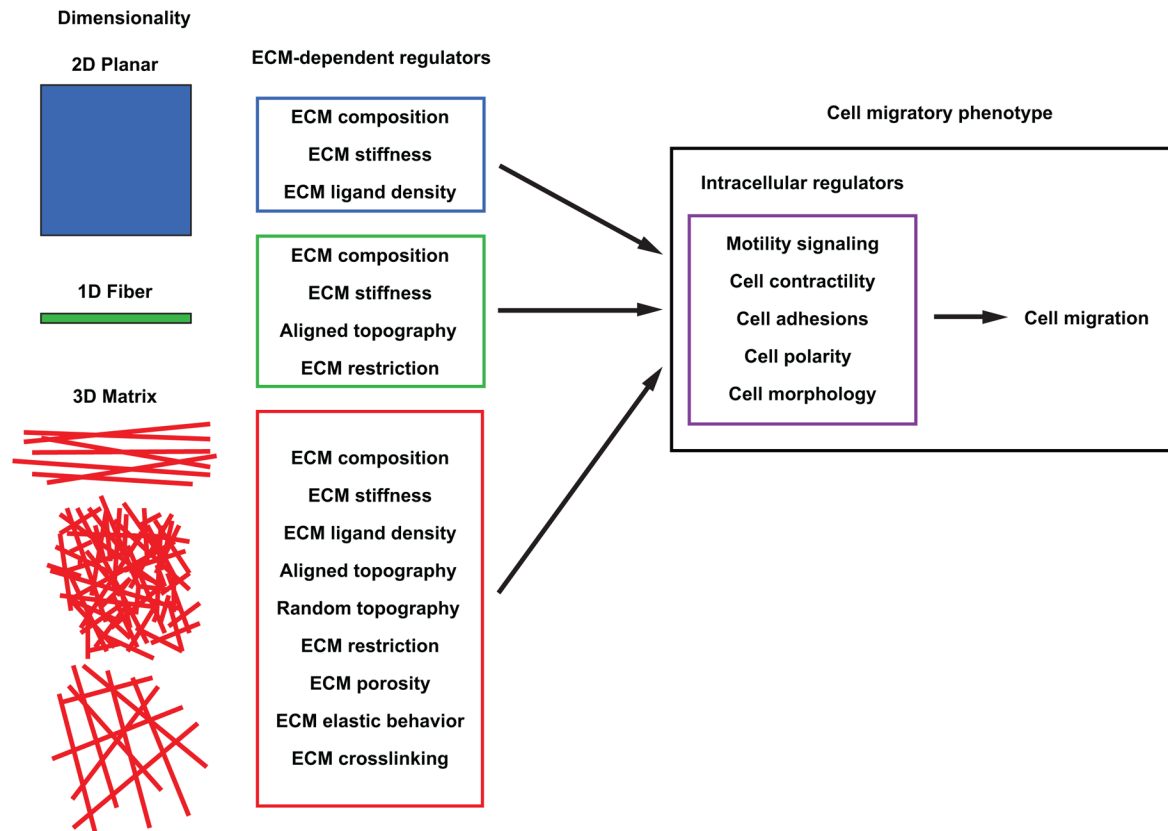 Dimensionality
2D Planar
1D Fiber
3D Matrix
ECM-dependent regulators
ECM composition
ECM stiffness
ECM ligand density
ECM composition
ECM stiffness
Aligned topography
ECM restriction
ECM composition
ECM stiffness
ECM ligand density
Aligned topography
Random topography
ECM restriction
ECM porosity
ECM elastic behavior
ECM crosslinking
Cell migratory phenotype
Intracellular regulators
Motility signaling
Cell contractility
Cell adhesions
Cell polarity
Cell morphology
Cell migration